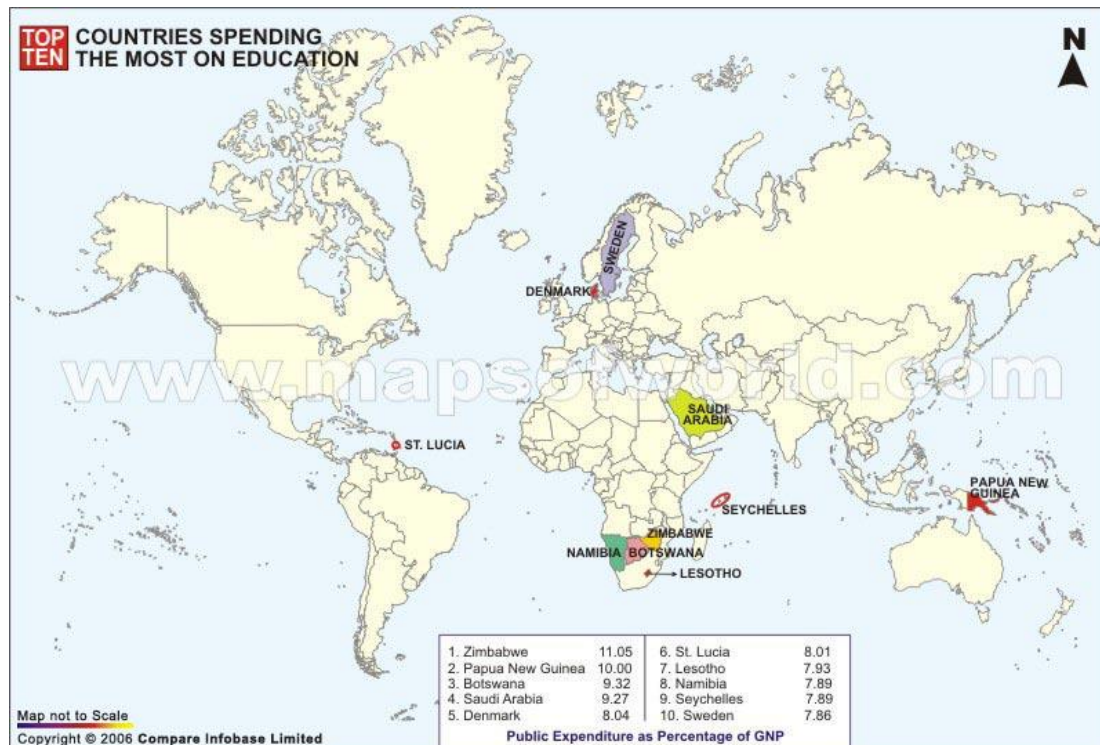 TOP
TEN
COUNTRIES SPENDING
THE MOST ON EDUCATION
N
SWEDEN
DENMARK
www.mapsofworld.com
SAUDI
ARABIA
ST. LUCIA
PAPUA NEW
GUINEA
SEYCHELLES
ZIMBABWE
NAMIBIA
BOTSWANA
LESOTHO
1. Zimbabwe 11.05
2. Papua New Guinea 10.00
3. Botswana 9.32
4. Saudi Arabia 9.27
5. Denmark 8.04
6. St. Lucia 8.01
7. Lesotho 7.93
8. Namibia 7.89
9. Seychelles 7.89
10. Sweden 7.86
Public Expenditure as Percentage of GNP
Map not to Scale
Copyright © 2006 Compare Infobase Limited